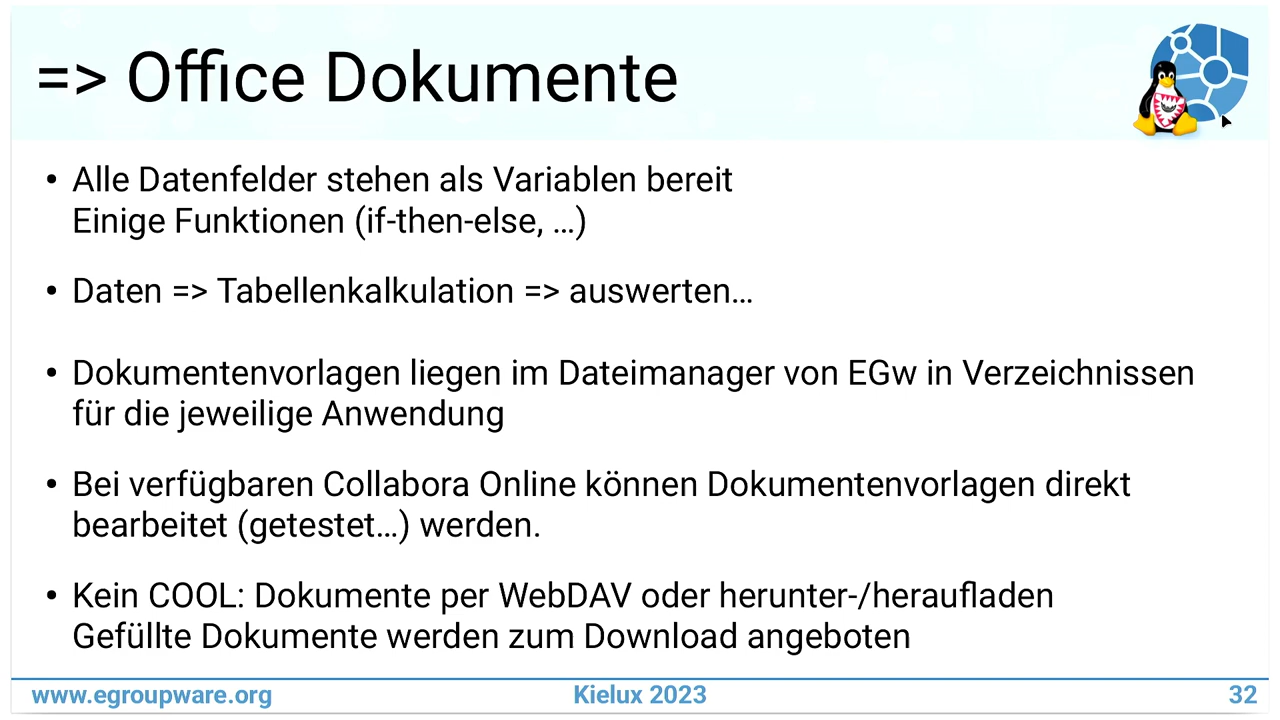 => Office Dokumente
• Alle Datenfelder stehen als Variablen bereit
Einige Funktionen (if-then-else, …)
• Daten => Tabellenkalkulation => auswerten…
• Dokumentenvorlagen liegen im Dateimanager von EGw in Verzeichnissen
für die jeweilige Anwendung
• Bei verfügbaren Collabora Online können Dokumentenvorlagen direkt
bearbeitet (getestet…) werden.
• Kein COOL: Dokumente per WebDAV oder herunter-/heraufladen
Gefüllte Dokumente werden zum Download angeboten
www.egroupware.org
Kielux 2023
32